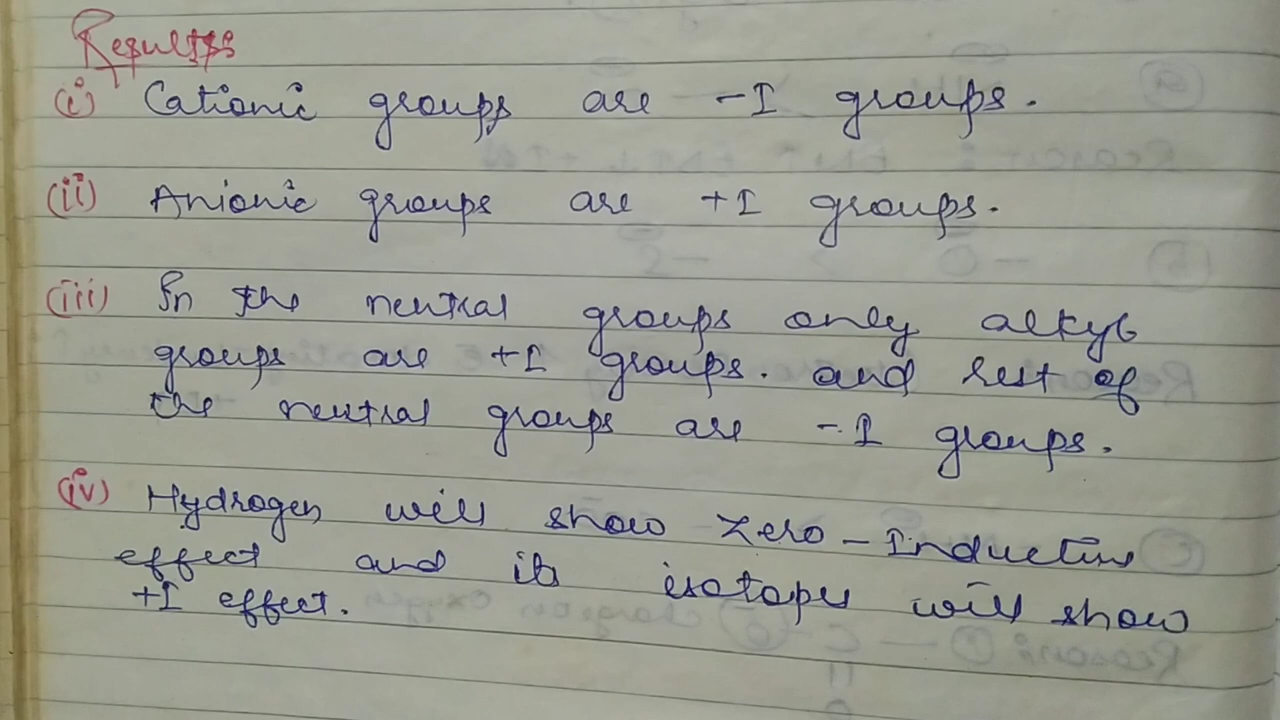 Results
(i) Cationic groups are -I groups.
(ii) Anionic groups are +I groups.
(iii) In the neutral groups only alkyl
groups are +I groups. and rest of
the neutral groups are -I groups.
(iv) Hydrogen will show Zero-Inductive
effect and its isotopes will show
+I effect.